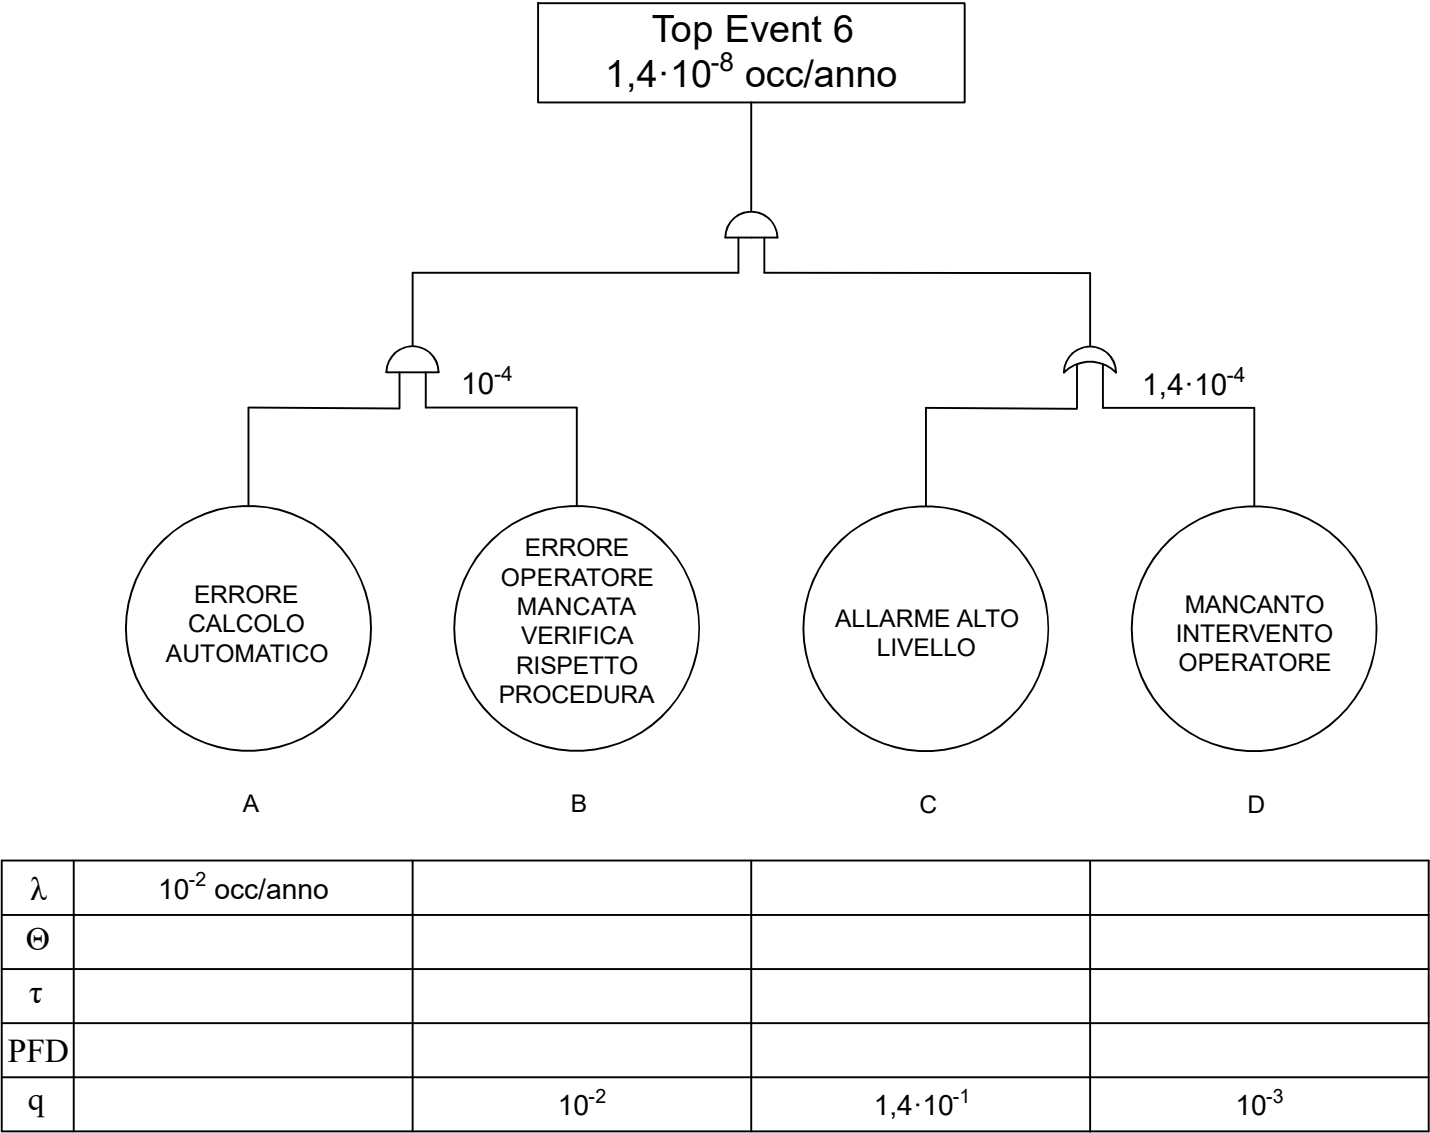 Top Event 6
1,4·10⁻⁸ occ/anno
10⁻⁴
1,4·10⁻⁴
ERRORE
CALCOLO
AUTOMATICO
ERRORE
OPERATORE
MANCATA
VERIFICA
RISPETTO
PROCEDURA
ALLARME ALTO
LIVELLO
MANCANTO
INTERVENTO
OPERATORE
A B C D
λ 10⁻² occ/anno
Θ
τ
PFD
q 10⁻² 1,4·10⁻¹ 10⁻³